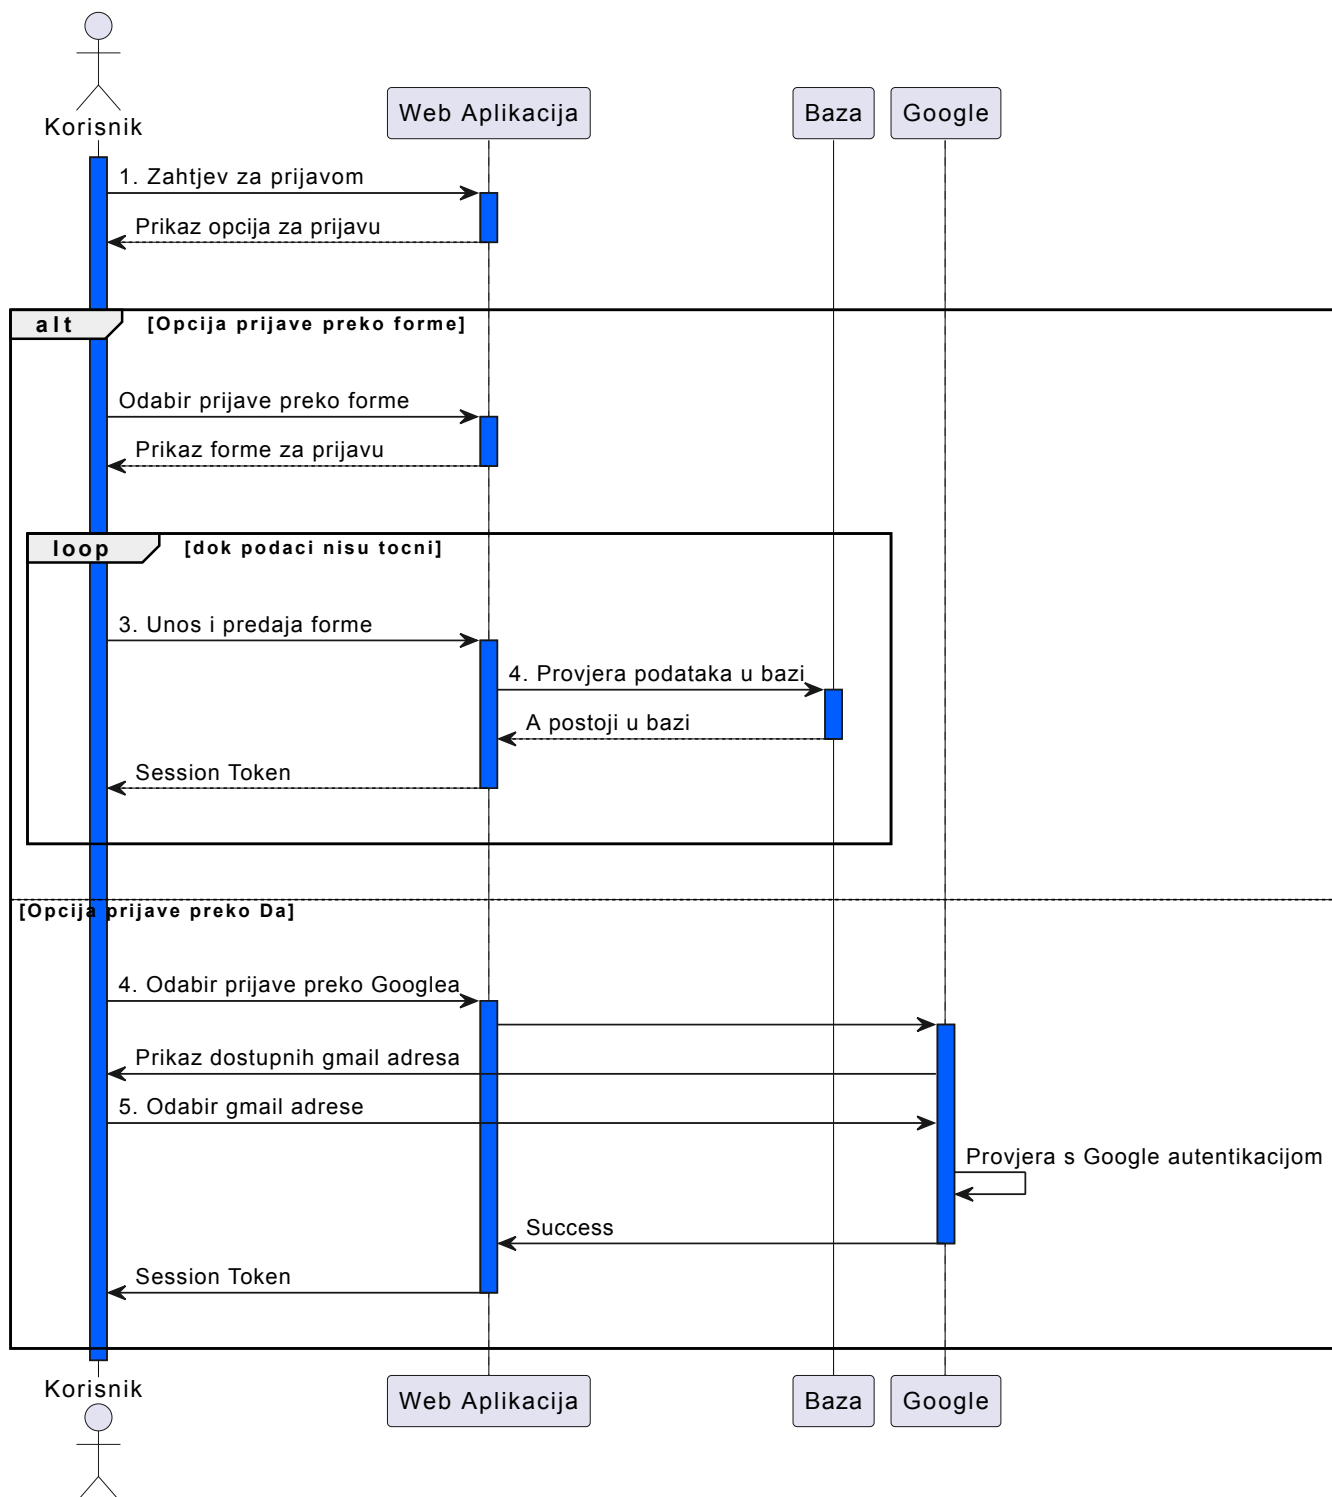 Korisnik
Web Aplikacija
Baza
Google
1. Zahtjev za prijavom
Prikaz opcija za prijavu
alt
[Opcija prijave preko forme]
Odabir prijave preko forme
Prikaz forme za prijavu
loop
[dok podaci nisu tocni]
3. Unos i predaja forme
4. Provjera podataka u bazi
A postoji u bazi
Session Token
[Opcija prijave preko Da]
4. Odabir prijave preko Googlea
Prikaz dostupnih gmail adresa
5. Odabir gmail adrese
Provjera s Google autentikacijom
Success
Session Token
Korisnik
Web Aplikacija
Baza
Google